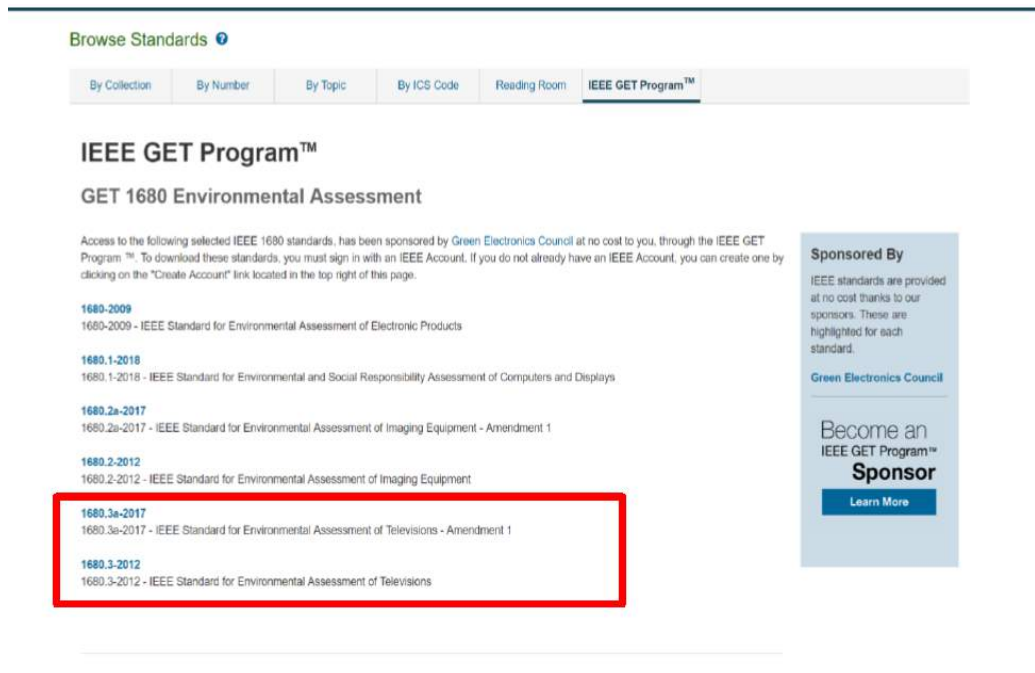 Browse Standards ?
By Collection By Number By Topic By ICS Code Reading Room IEEE GET Program™
IEEE GET Program™
GET 1680 Environmental Assessment
Access to the following selected IEEE 1680 standards, has been sponsored by Green Electronics Council at no cost to you, through the IEEE GET
Program ™. To download these standards, you must sign in with an IEEE Account. If you do not already have an IEEE Account, you can create one by
clicking on the "Create Account" link located in the top right of this page.
1680-2009
1680-2009 - IEEE Standard for Environmental Assessment of Electronic Products
1680.1-2018
1680.1-2018 - IEEE Standard for Environmental and Social Responsibility Assessment of Computers and Displays
1680.2a-2017
1680.2a-2017 - IEEE Standard for Environmental Assessment of Imaging Equipment - Amendment 1
1680.2-2012
1680.2-2012 - IEEE Standard for Environmental Assessment of Imaging Equipment
1680.3a-2017
1680.3a-2017 - IEEE Standard for Environmental Assessment of Televisions - Amendment 1
1680.3-2012
1680.3-2012 - IEEE Standard for Environmental Assessment of Televisions
Sponsored By
IEEE standards are provided
at no cost thanks to our
sponsors. These are
highlighted for each
standard.
Green Electronics Council
Become an
IEEE GET Program™
Sponsor
Learn More